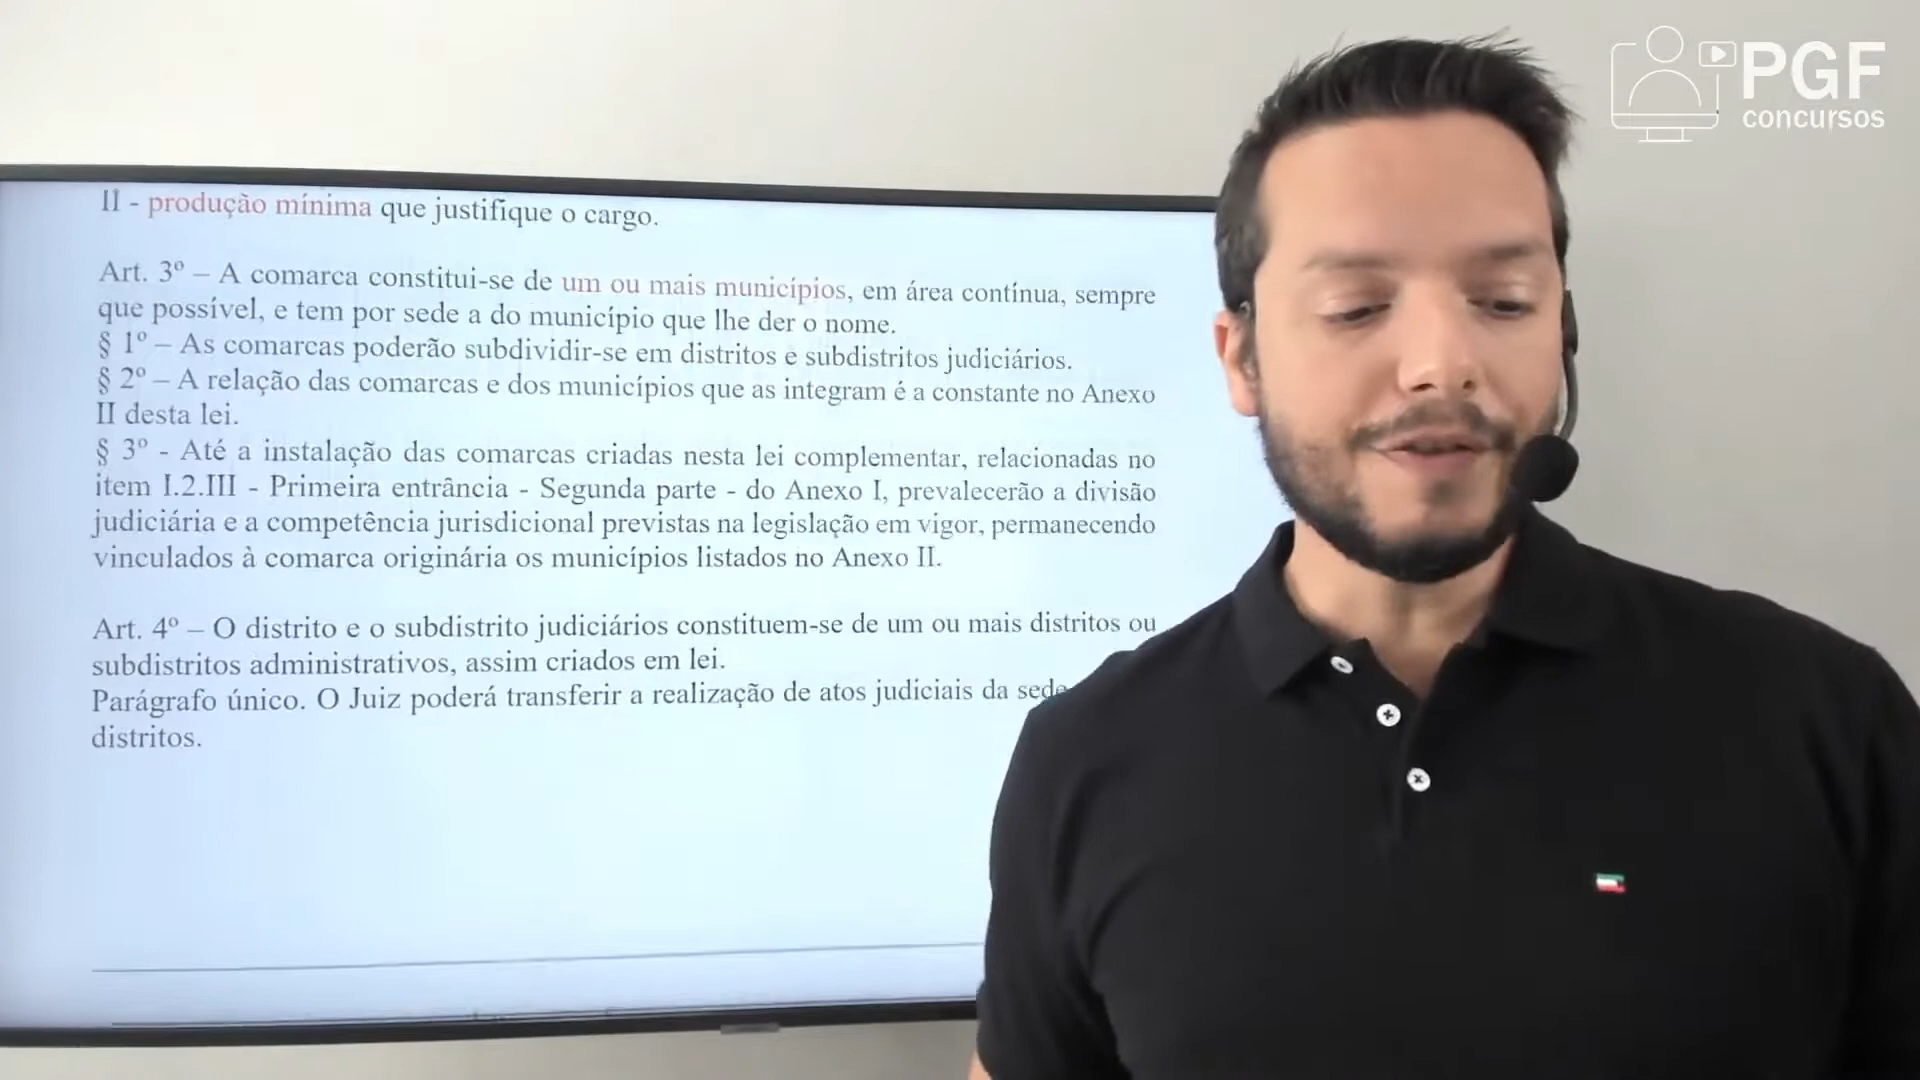 PGF
concursos
II - produção mínima que justifique o cargo.
Art. 3º – A comarca constitui-se de um ou mais municípios, em área contínua, sempre
que possível, e tem por sede a do município que lhe der o nome.
§ 1º – As comarcas poderão subdividir-se em distritos e subdistritos judiciários.
§ 2º – A relação das comarcas e dos municípios que as integram é a constante no Anexo
II desta lei.
§ 3º - Até a instalação das comarcas criadas nesta lei complementar, relacionadas no
item I.2.III - Primeira entrância - Segunda parte - do Anexo I, prevalecerão a divisão
judiciária e a competência jurisdicional previstas na legislação em vigor, permanecendo
vinculados à comarca originária os municípios listados no Anexo II.
Art. 4º – O distrito e o subdistrito judiciários constituem-se de um ou mais distritos ou
subdistritos administrativos, assim criados em lei.
Parágrafo único. O Juiz poderá transferir a realização de atos judiciais da sede
distritos.